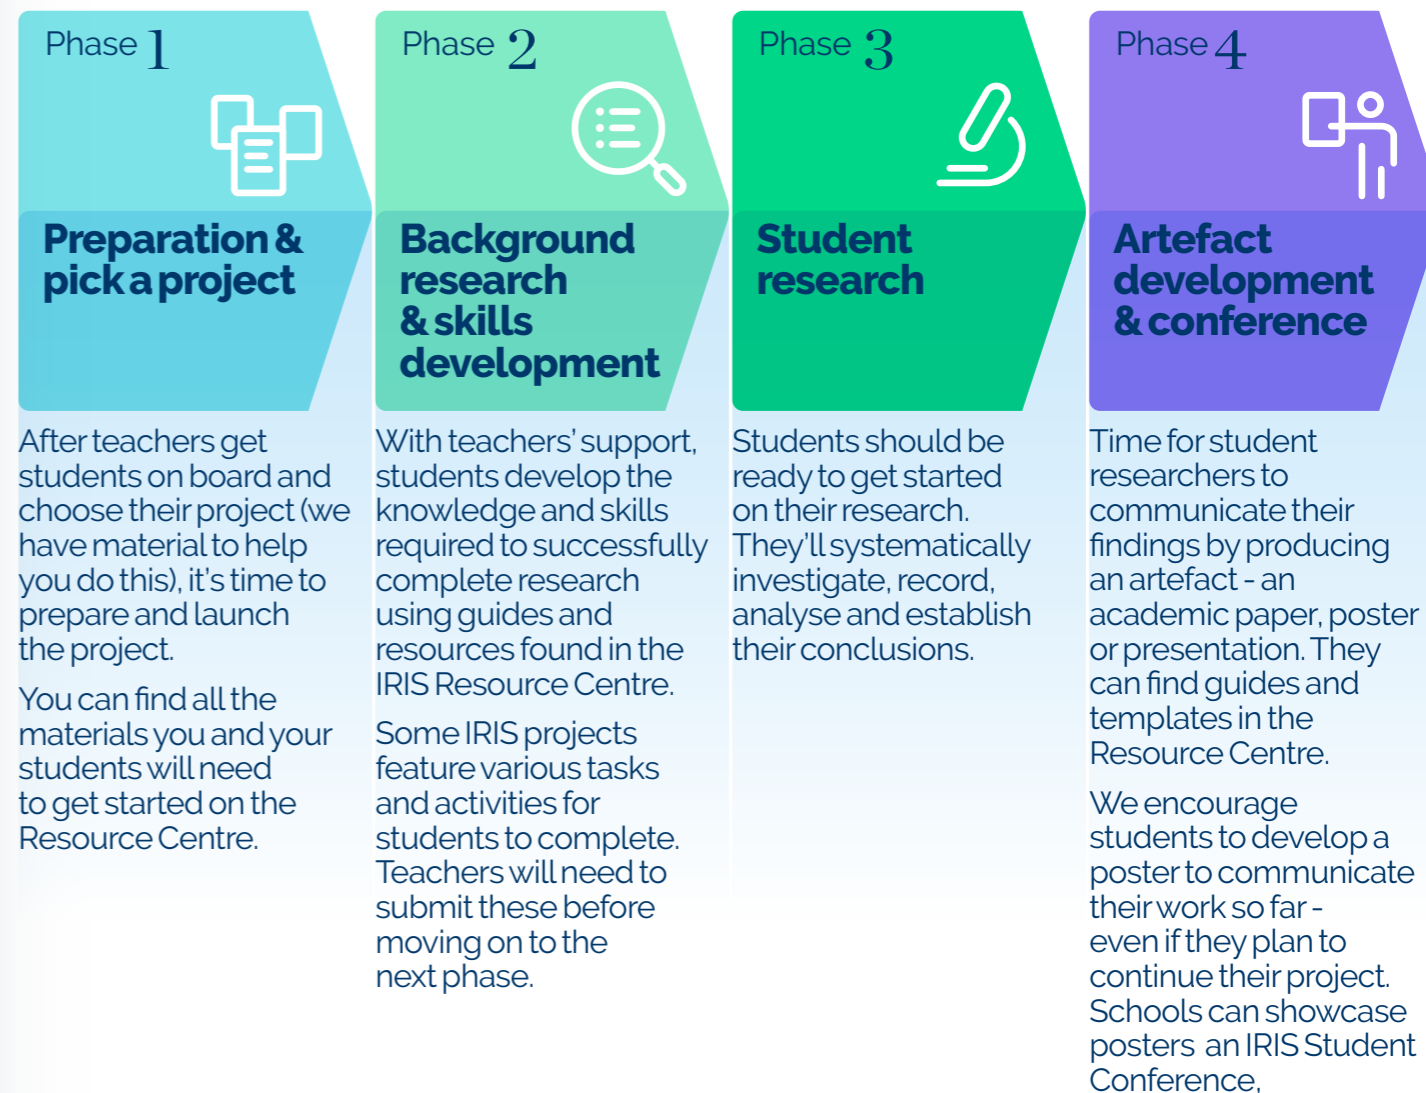 Phase 1
Preparation &
pick a project
After teachers get
students on board and
choose their project (we
have material to help
you do this), it's time to
prepare and launch
the project.
You can find all the
materials you and your
students will need
to get started on the
Resource Centre.
Phase 2
Background
research
& skills
development
With teachers' support,
students develop the
knowledge and skills
required to successfully
complete research
using guides and
resources found in the
IRIS Resource Centre.
Some IRIS projects
feature various tasks
and activities for
students to complete.
Teachers will need to
submit these before
moving on to the
next phase.
Phase 3
Student
research
Students should be
ready to get started
on their research.
They'll systematically
investigate, record,
analyse and establish
their conclusions.
Phase 4
Artefact
development
& conference
Time for student
researchers to
communicate their
findings by producing
an artefact - an
academic paper, poster
or presentation. They
can find guides and
templates in the
Resource Centre.
We encourage
students to develop a
poster to communicate
their work so far -
even if they plan to
continue their project.
Schools can showcase
posters  an IRIS Student
Conference,